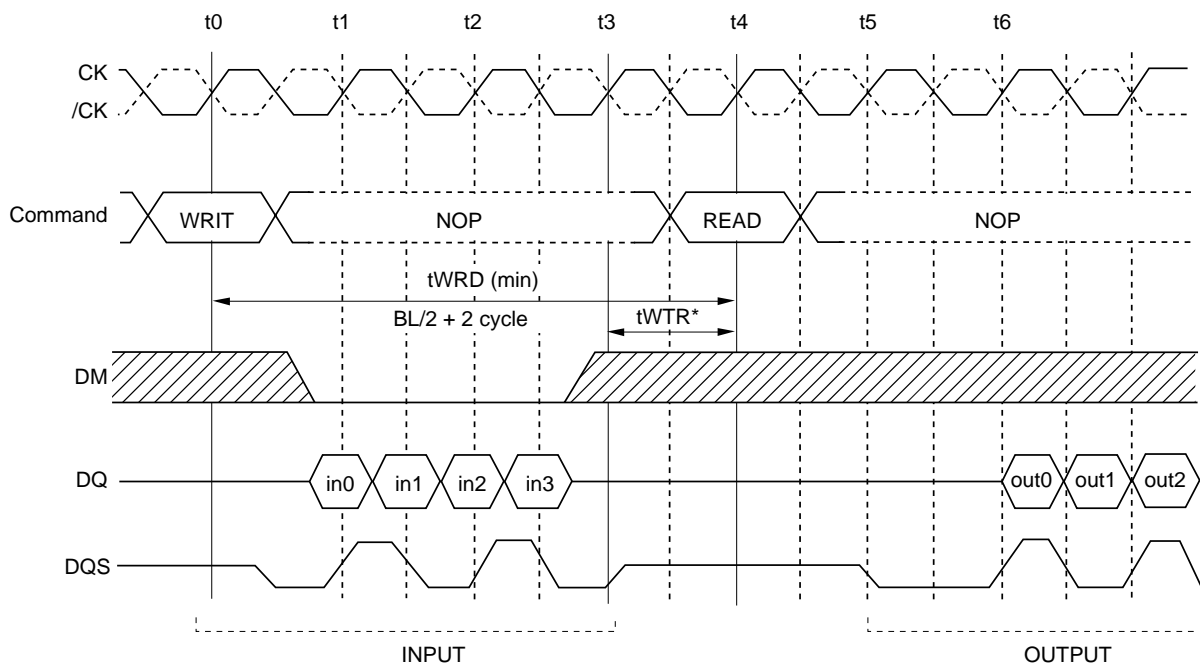 t0 t1 t2 t3 t4 t5 t6
CK
/CK
Command WRIT NOP READ NOP
tWRD (min)
BL/2 + 2 cycle tWTR*
DM
DQ in0 in1 in2 in3 out0 out1 out2
DQS
INPUT OUTPUT